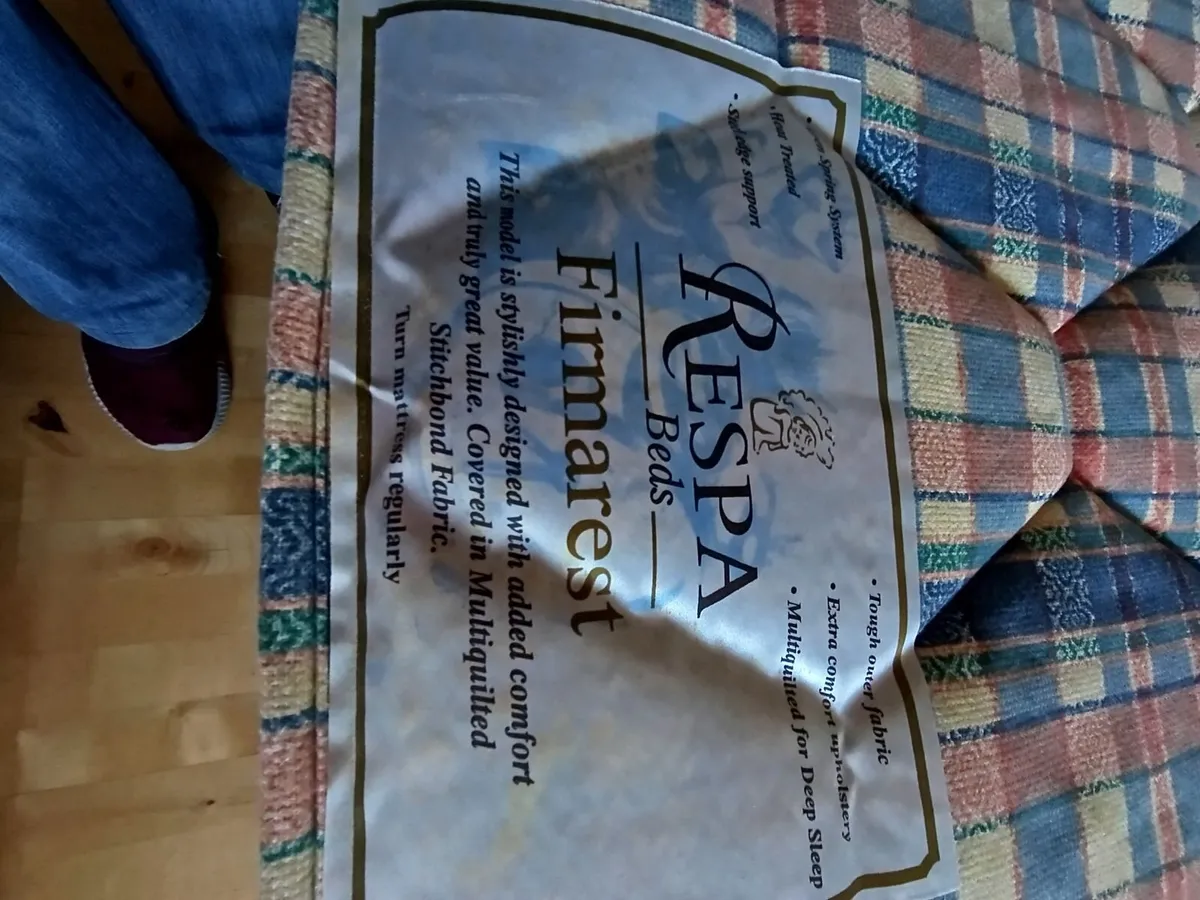 Spring System
• Heat Treated
• support
• Tough outer fabric
• Extra comfort upholstery
• Multiquilted for Deep Sleep
RESPA
Beds
Firmarest
This model is stylishly designed with added comfort
and truly great value. Covered in Multiquilted
Stitchbond Fabric.
Turn mattress regularly